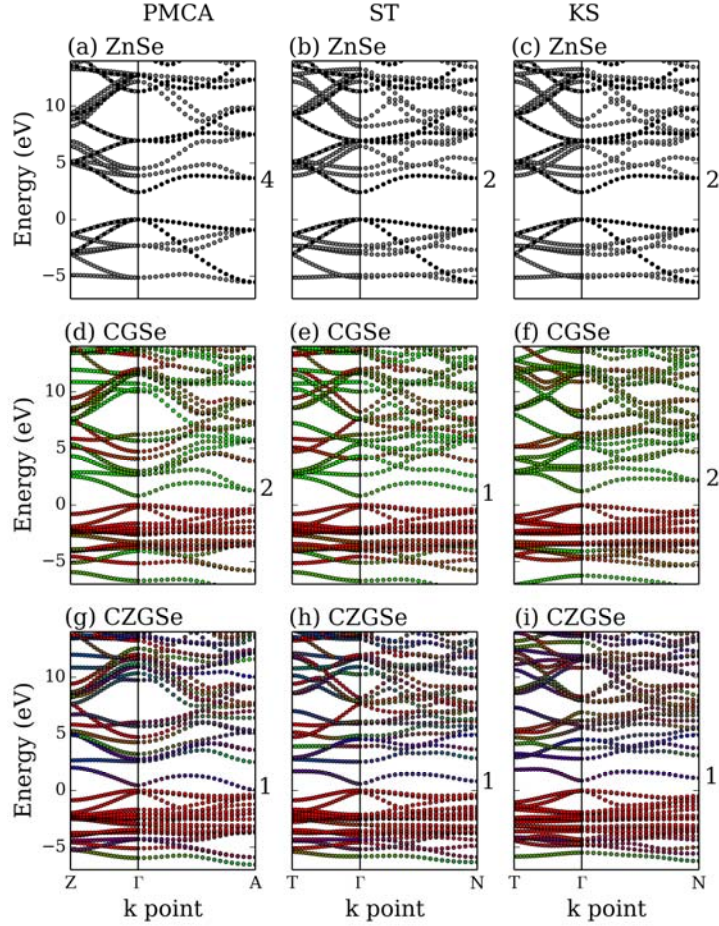 PMCA ST KS
(a) ZnSe (b) ZnSe (c) ZnSe
Energy (eV)
10
5
0
−5
4 2 2
(d) CGSe (e) CGSe (f) CGSe
Energy (eV)
10
5
0
−5
2 1 2
(g) CZGSe (h) CZGSe (i) CZGSe
Energy (eV)
10
5
0
−5
1 1 1
Z Γ A T Γ N T Γ N
k point k point k point